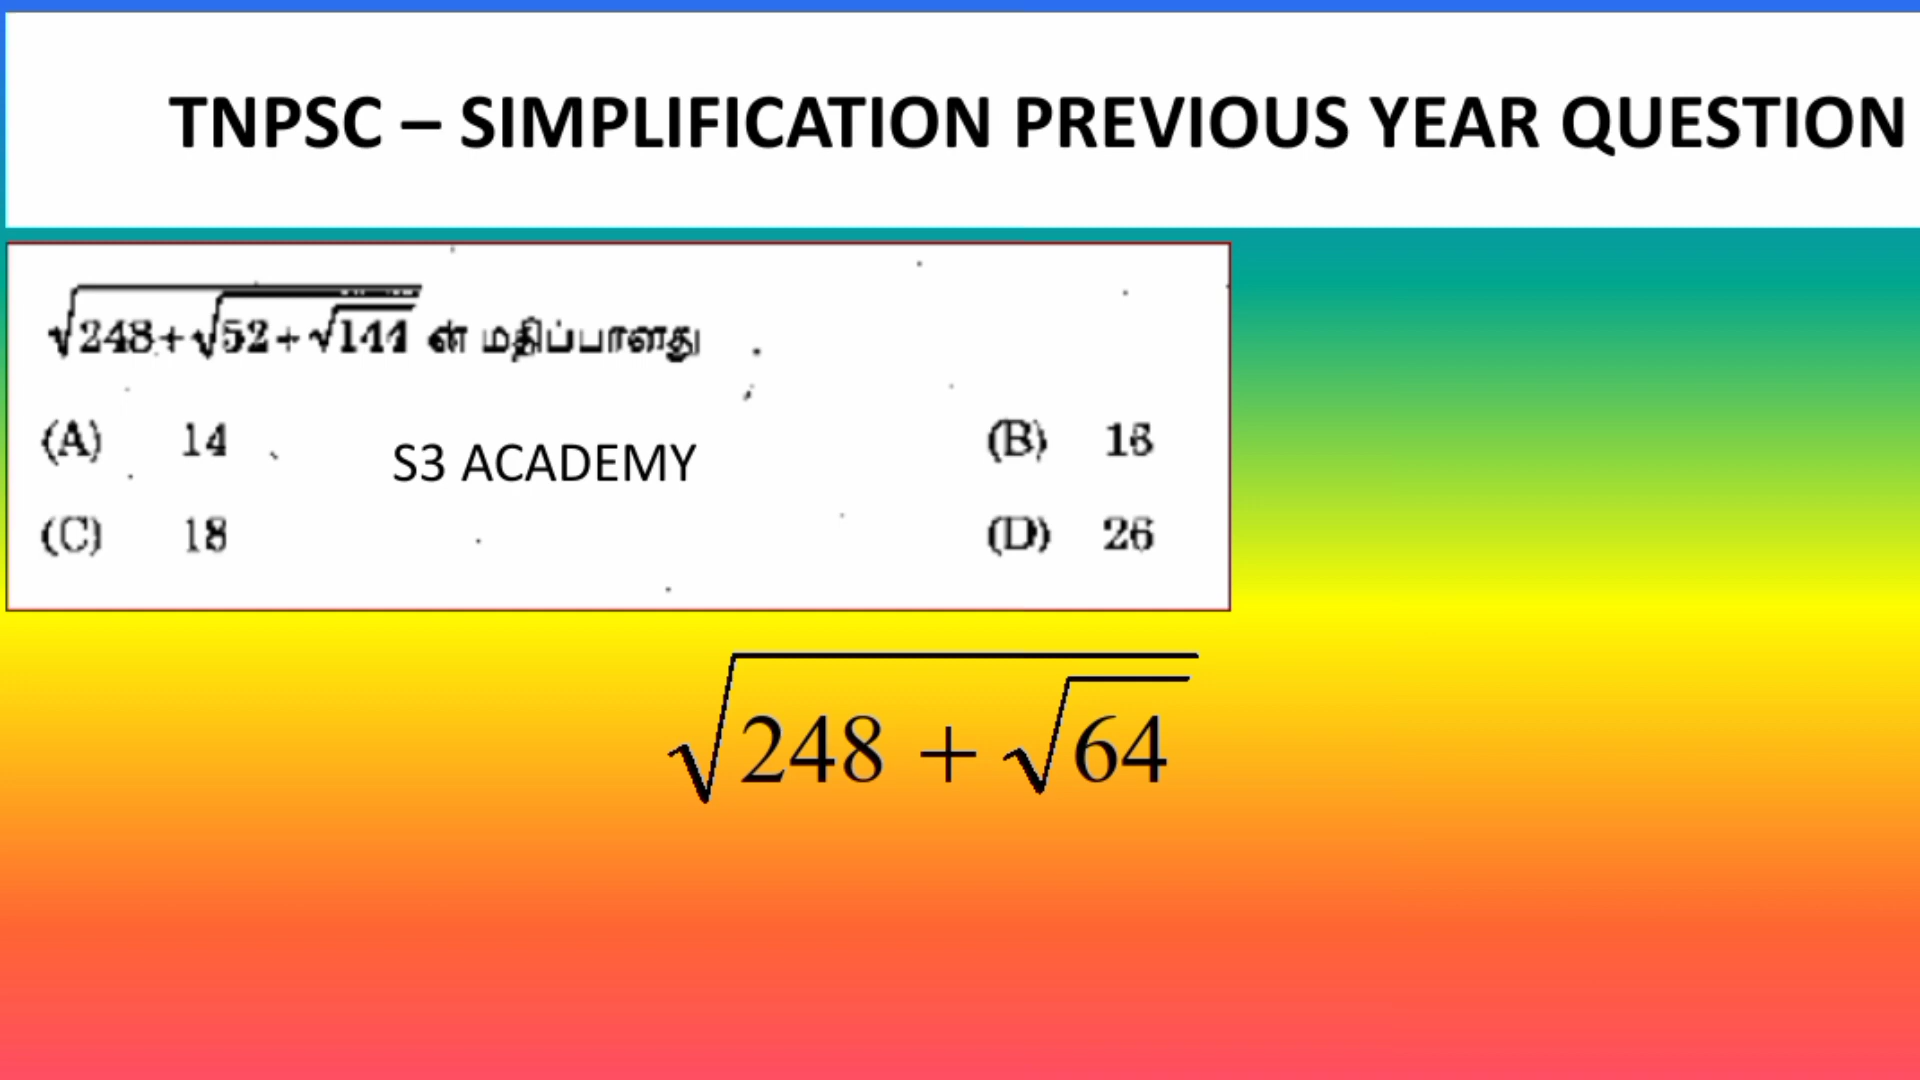 TNPSC – SIMPLIFICATION PREVIOUS YEAR QUESTION
√248+√52+√144 ன் மதிப்பானது
(A) 14
(B) 16
S3 ACADEMY
(C) 18
(D) 26
√248 + √64